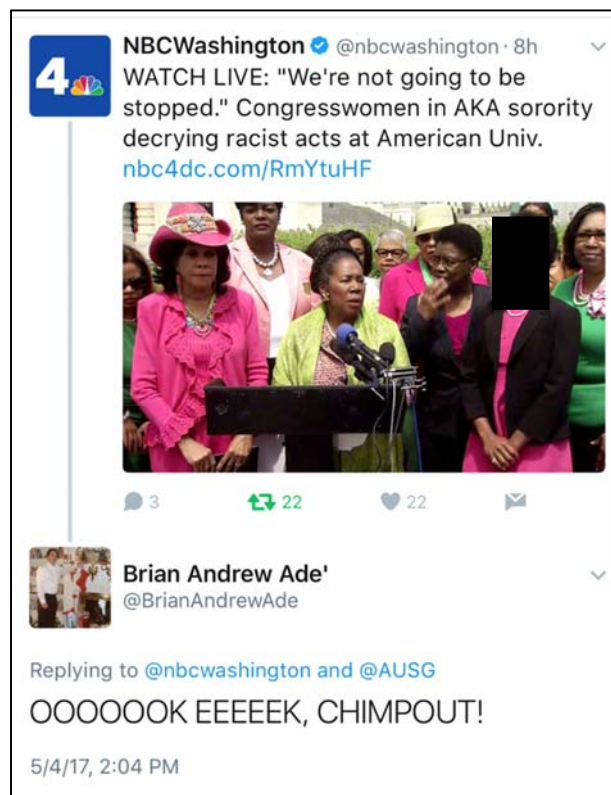 4
NBCWashington @nbcwashington · 8h
WATCH LIVE: "We're not going to be
stopped." Congresswomen in AKA sorority
decrying racist acts at American Univ.
nbc4dc.com/RmYtuHF
3 22 22
Brian Andrew Ade'
@BrianAndrewAde
Replying to @nbcwashington and @AUSG
OOOOOOK EEEEEK, CHIMPOUT!
5/4/17, 2:04 PM